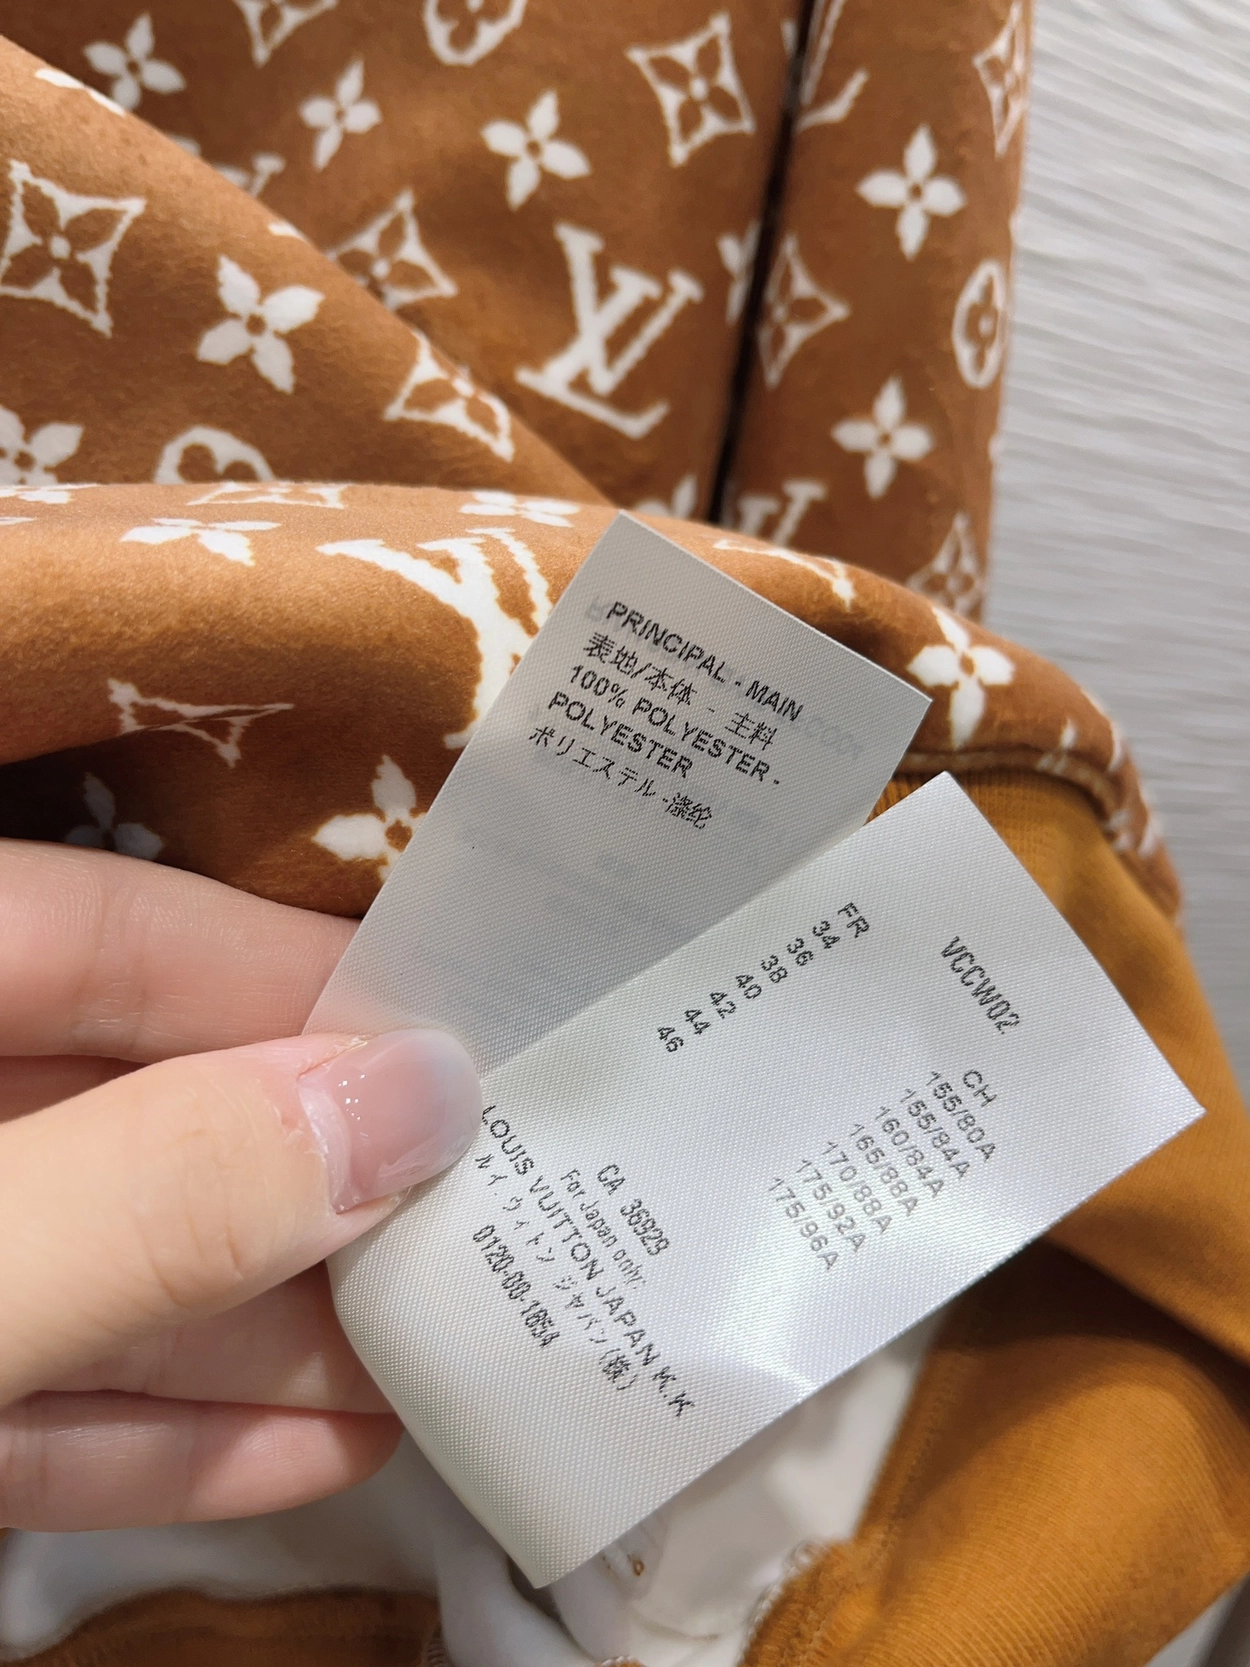 PRINCIPAL - MAIN
表地/本体 - 主料
100% POLYESTER -
POLYESTER
ポリエステル - 涤纶
VCCW02
FR
34
36
38
40
42
44
46
CH
155/80A
155/84A
160/84A
165/88A
170/88A
175/92A
175/96A
CA 36929
For Japan only:
LOUIS VUITTON JAPAN K.K
ルイ・ヴィトン ジャパン(株)
0120-00-1854